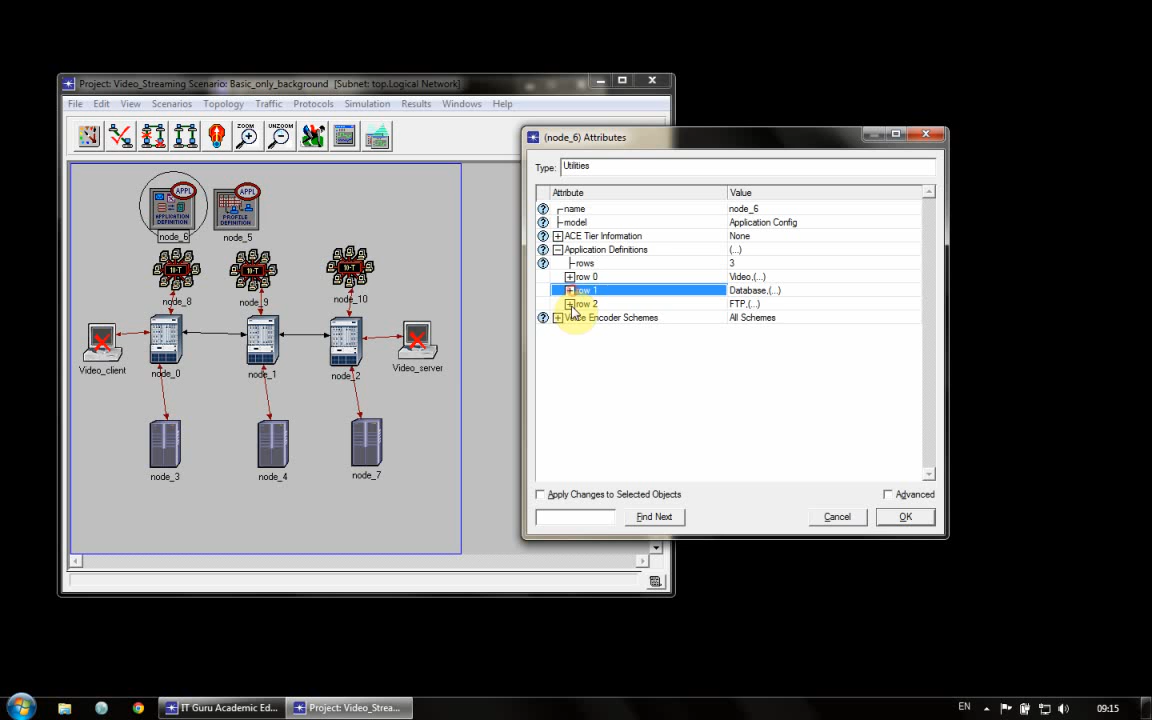 Project: Video_Streaming Scenario: Basic_only_background [Subnet: top.Logical Network]
File Edit View Scenarios Topology Traffic Protocols Simulation Results Windows Help
ZOOM UNZOOM
APPL APPL
APPLICATION DEFINITION PROFILE DEFINITION
node_6 node_5
10-T 10-T 10-T
node_8 node_9 node_10
Video_client node_0 node_1 node_2 Video_server
node_3 node_4 node_7
(node_6) Attributes
Type: Utilities
Attribute Value
name node_6
model Application Config
ACE Tier Information None
Application Definitions (...)
rows 3
row 0 Video,(...)
row 1 Database,(...)
row 2 FTP,(...)
Voice Encoder Schemes All Schemes
Apply Changes to Selected Objects Advanced
Find Next Cancel OK
IT Guru Academic Ed... Project: Video_Strea... EN 09:15